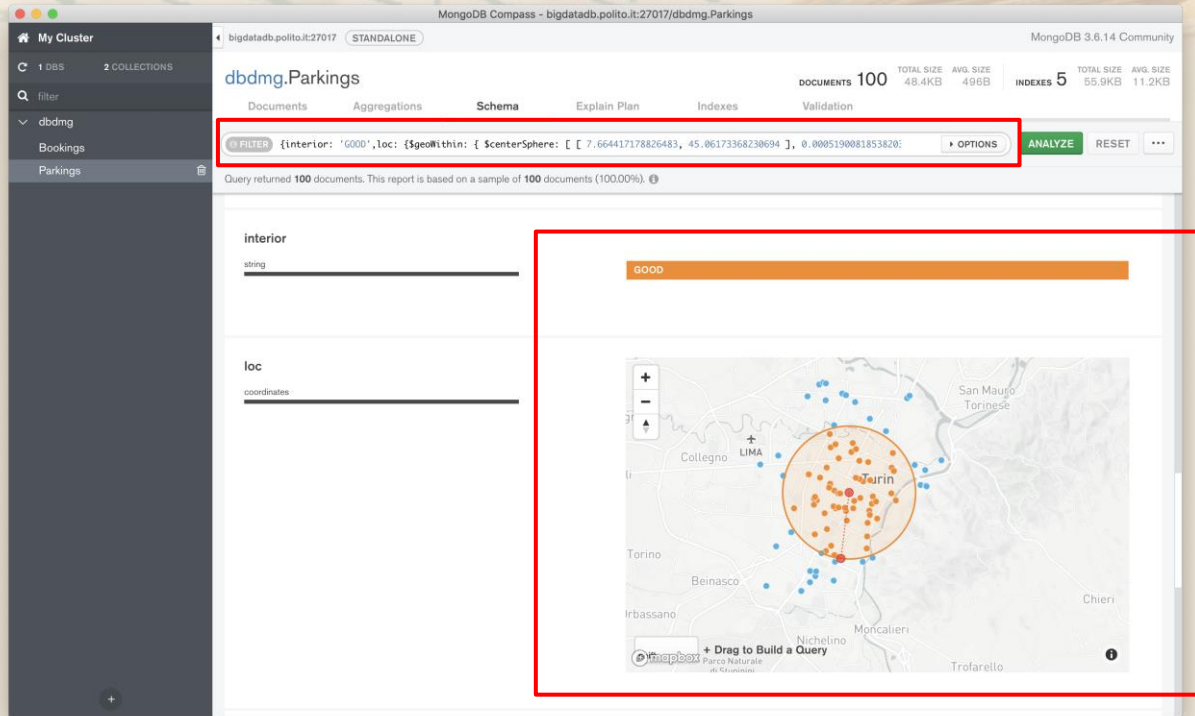 MongoDB Compass - bigdatadb.polito.it:27017/dbdmg.Parkings
My Cluster
bigdatadb.polito.it:27017 STANDALONE
MongoDB 3.6.14 Community
1 DBS 2 COLLECTIONS
filter
dbdmg
Bookings
Parkings
dbdmg.Parkings
DOCUMENTS 100 TOTAL SIZE 48.4KB AVG. SIZE 496B INDEXES 5 TOTAL SIZE 55.9KB AVG. SIZE 11.2KB
Documents Aggregations Schema Explain Plan Indexes Validation
FILTER {interior: 'GOOD',loc: {$geoWithin: { $centerSphere: [ [ 7.664417178826483, 45.06173368230694 ], 0.00051900818538203 OPTIONS ANALYZE RESET ...
Query returned 100 documents. This report is based on a sample of 100 documents (100.00%).
interior
string
GOOD
loc
coordinates
+
−
San Mauro
Torinese
Collegno
LIMA
Turin
Torino
Beinasco
Chieri
Orbassano
Moncalieri
Nichelino
+ Drag to Build a Query
mapbox
Parco Naturale
di Stupinigi
Trofarello